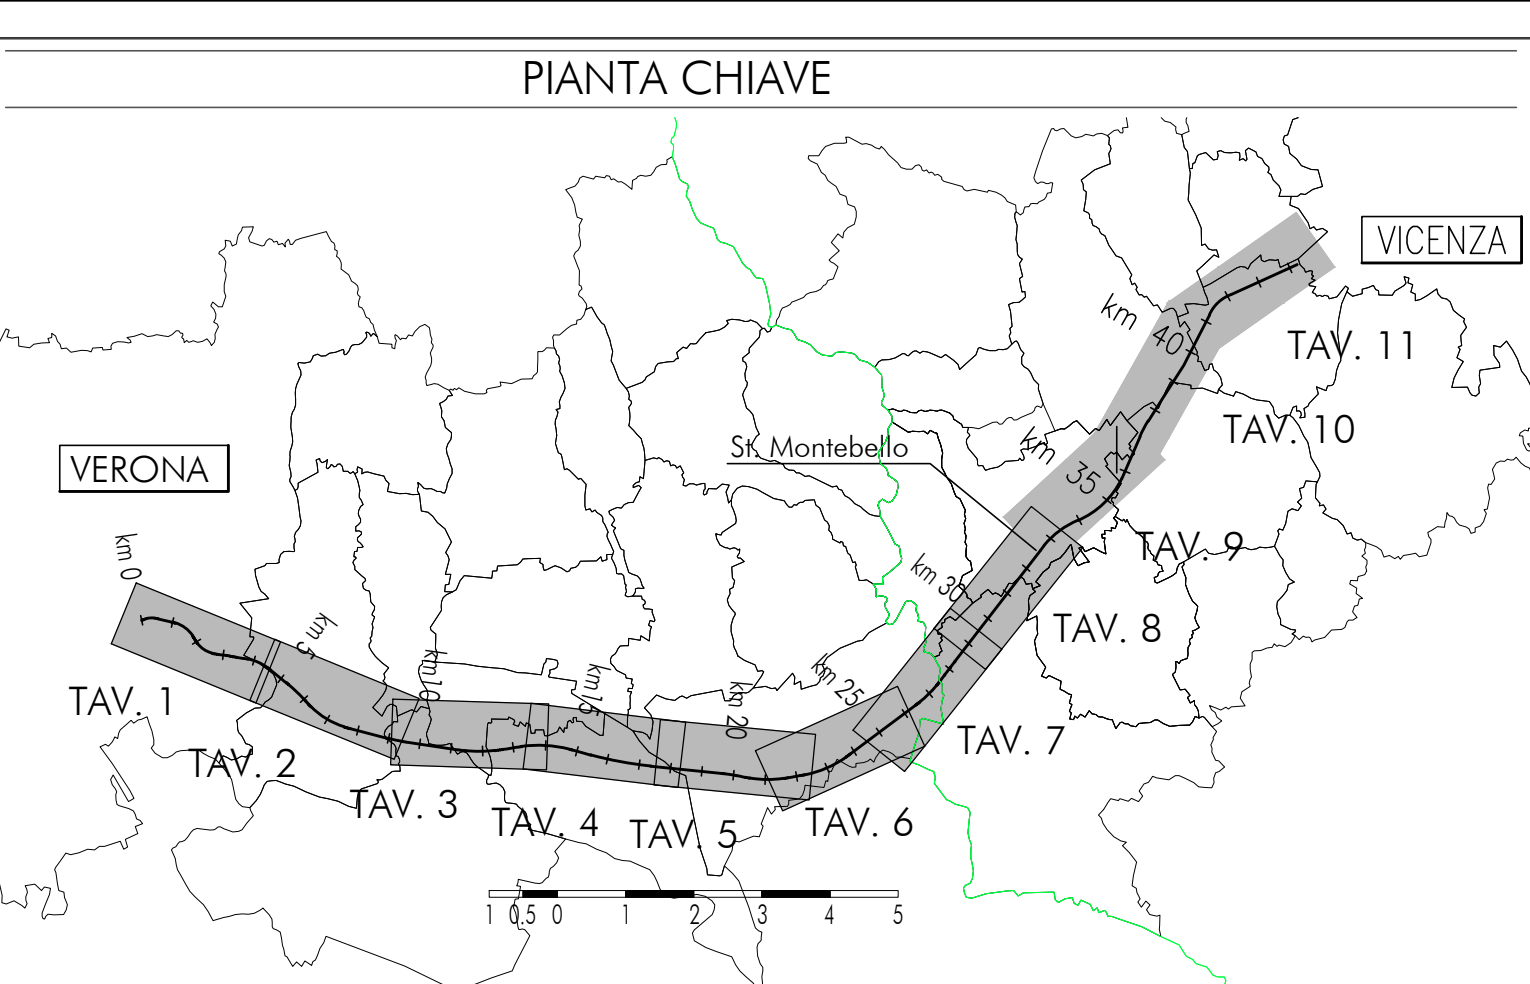 PIANTA CHIAVE
VICENZA
km 40
TAV. 11
TAV. 10
km 35
St. Montebello
VERONA
TAV. 9
km 0
km 30
TAV. 8
km 5
km 10
km 15
km 20
km 25
TAV. 1
TAV. 2
TAV. 3
TAV. 4
TAV. 5
TAV. 6
TAV. 7
1 0.5 0 1 2 3 4 5